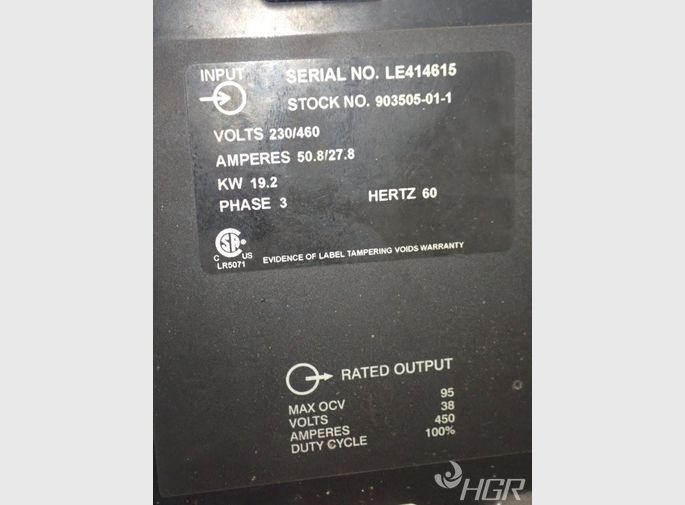 INPUT
SERIAL NO. LE414615
STOCK NO. 903505-01-1
VOLTS 230/460
AMPERES 50.8/27.8
KW 19.2
PHASE 3 HERTZ 60
SA
C US
LR5071
EVIDENCE OF LABEL TAMPERING VOIDS WARRANTY
RATED OUTPUT
MAX OCV 95
VOLTS 38
AMPERES 450
DUTY CYCLE 100%
HGR